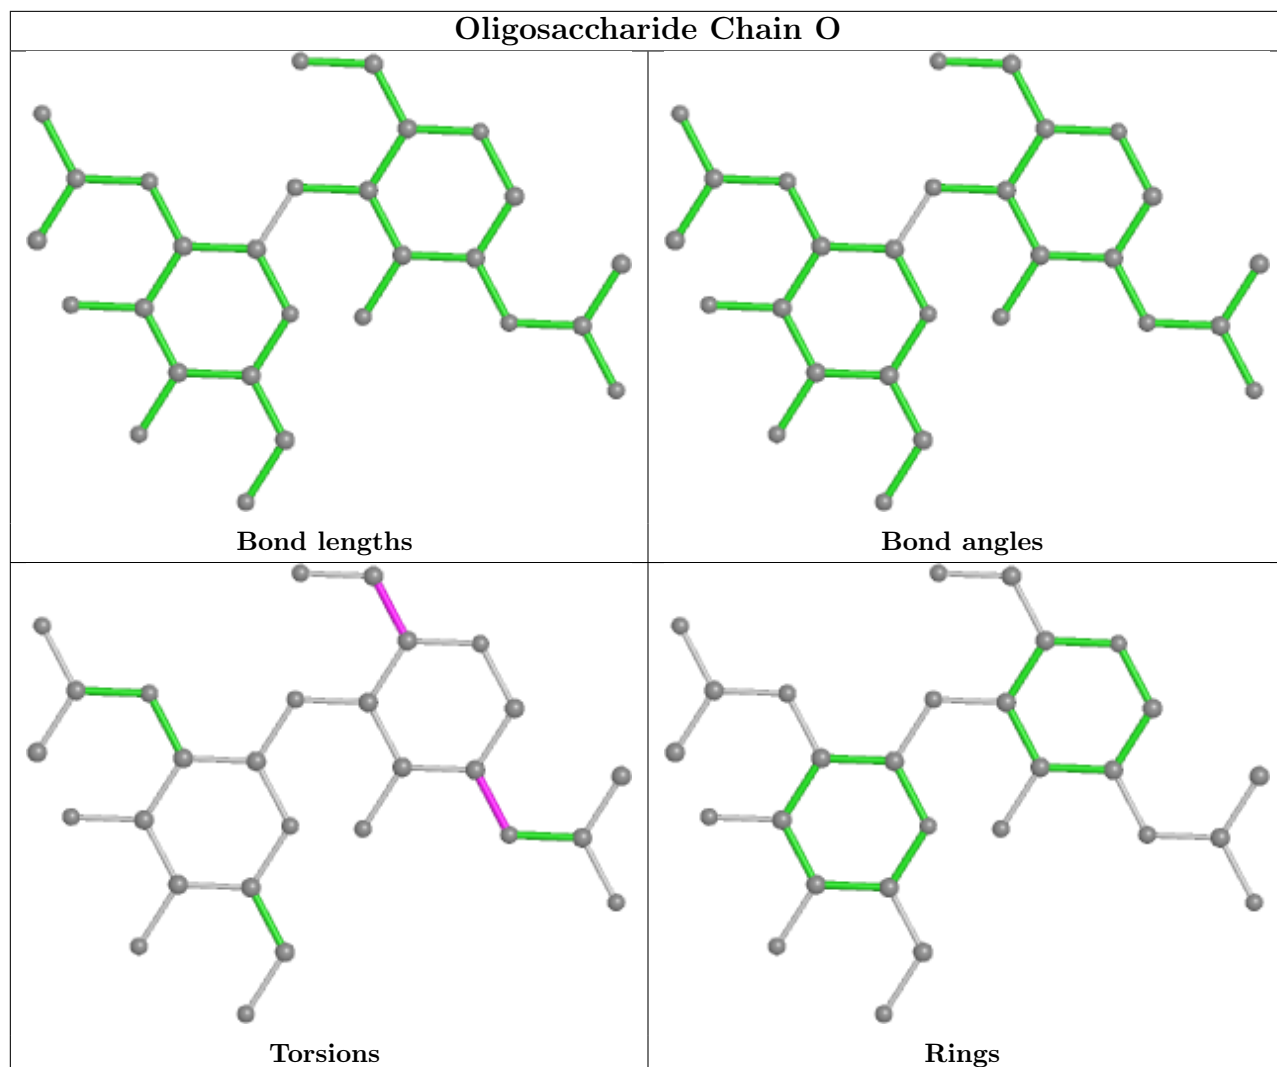 Oligosaccharide Chain O
Bond lengths
Bond angles
Torsions
Rings